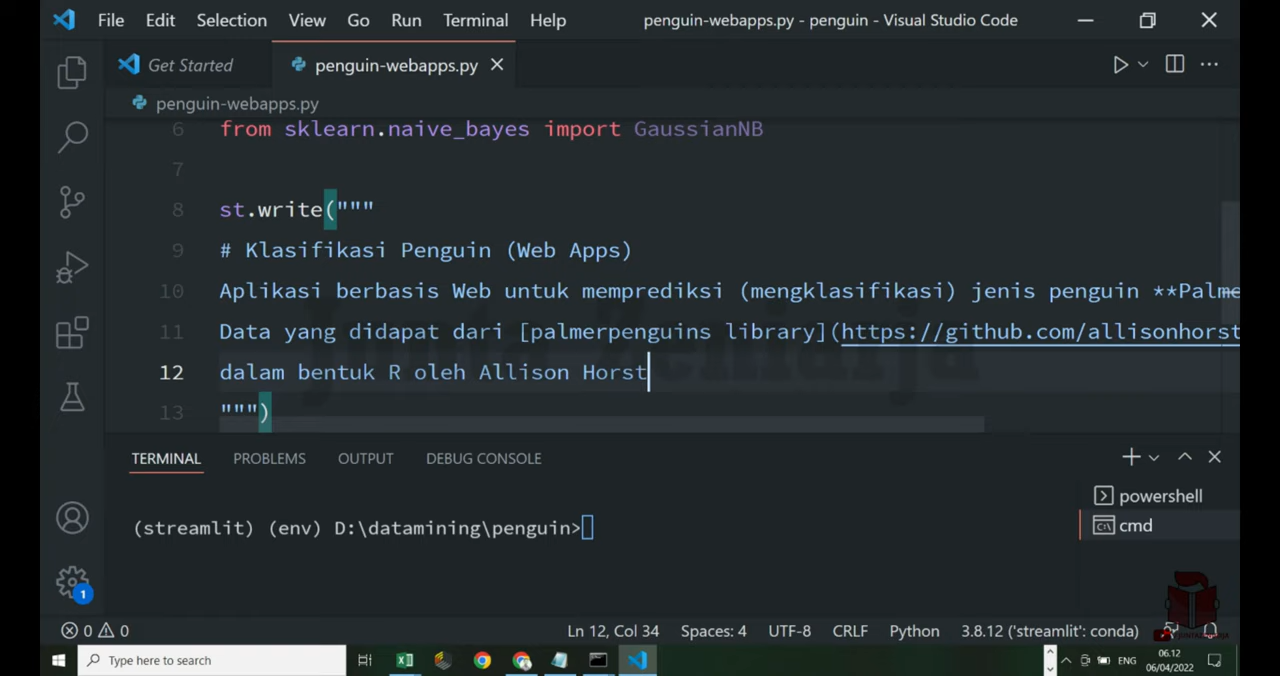 File Edit Selection View Go Run Terminal Help penguin-webapps.py - penguin - Visual Studio Code
Get Started penguin-webapps.py
penguin-webapps.py
6 from sklearn.naive_bayes import GaussianNB
7
8 st.write("""
9 # Klasifikasi Penguin (Web Apps)
10 Aplikasi berbasis Web untuk memprediksi (mengklasifikasi) jenis penguin **Palme
11 Data yang didapat dari [palmerpenguins library](https://github.com/allisonhorst
12 dalam bentuk R oleh Allison Horst
13 """)
TERMINAL PROBLEMS OUTPUT DEBUG CONSOLE
powershell
(streamlit) (env) D:\datamining\penguin>
cmd
1
0 0 Ln 12, Col 34 Spaces: 4 UTF-8 CRLF Python 3.8.12 ('streamlit': conda)
Type here to search
ENG
06.12
06/04/2022